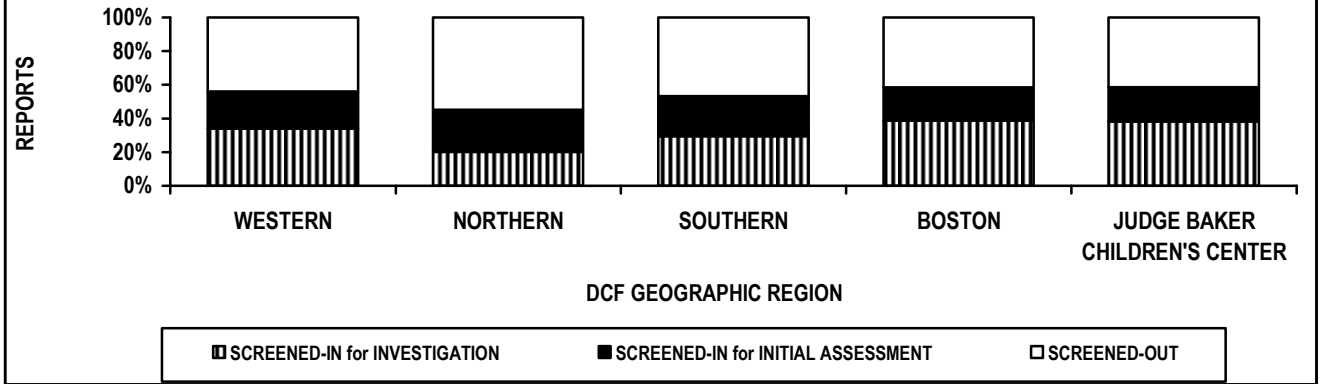 REPORTS
100%
80%
60%
40%
20%
0%
WESTERN
NORTHERN
SOUTHERN
BOSTON
JUDGE BAKER
CHILDREN'S CENTER
DCF GEOGRAPHIC REGION
SCREENED-IN for INVESTIGATION
SCREENED-IN for INITIAL ASSESSMENT
SCREENED-OUT